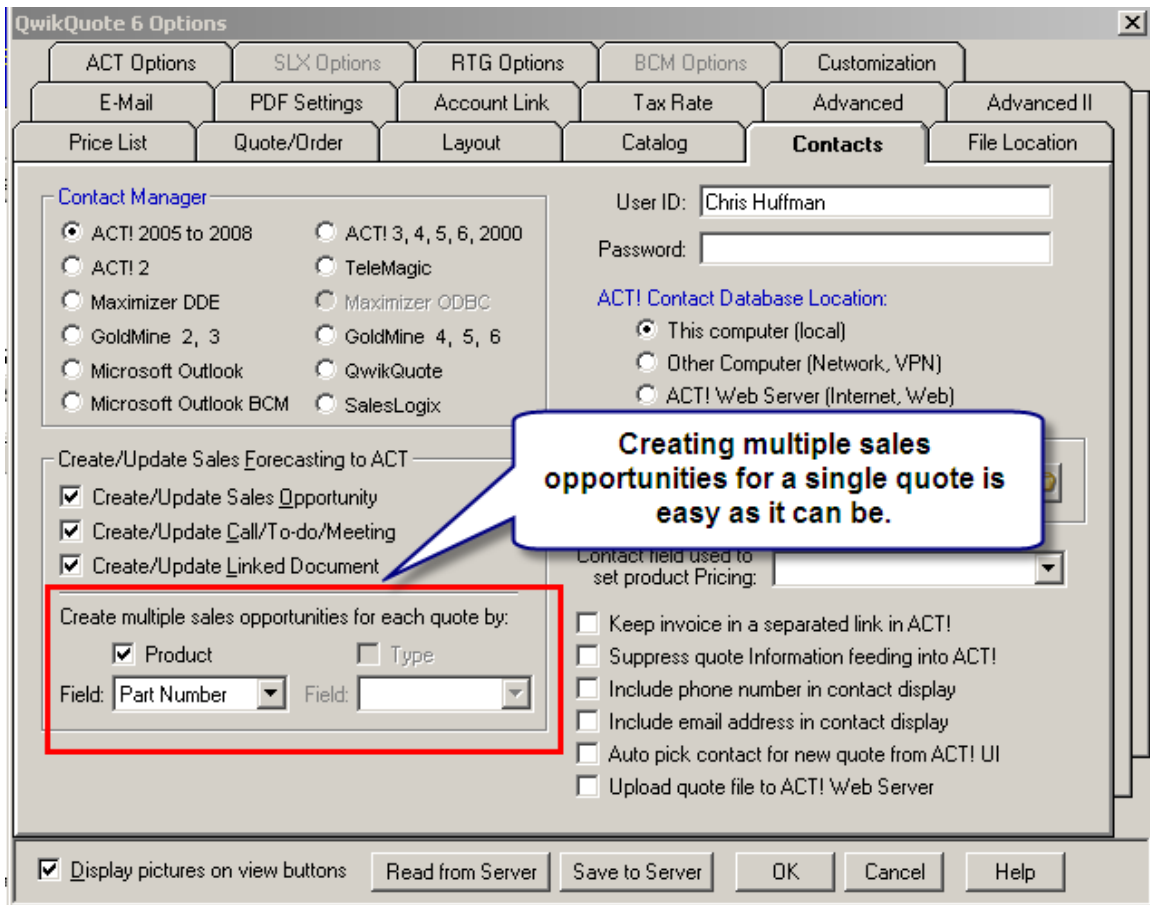 QwikQuote 6 Options
ACT Options
SLX Options
RTG Options
BCM Options
Customization
E-Mail
PDF Settings
Account Link
Tax Rate
Advanced
Advanced II
Price List
Quote/Order
Layout
Catalog
Contacts
File Location
Contact Manager
ACT! 2005 to 2008
ACT! 3, 4, 5, 6, 2000
ACT! 2
TeleMagic
Maximizer DDE
Maximizer ODBC
GoldMine 2, 3
GoldMine 4, 5, 6
Microsoft Outlook
QwikQuote
Microsoft Outlook BCM
SalesLogix
Create/Update Sales Forecasting to ACT
Create/Update Sales Opportunity
Create/Update Call/To-do/Meeting
Create/Update Linked Document
Create multiple sales opportunities for each quote by:
Product
Type
Field: Part Number
Field:
User ID: Chris Huffman
Password:
ACT! Contact Database Location:
This computer (local)
Other Computer (Network, VPN)
ACT! Web Server (Internet, Web)
Creating multiple sales
opportunities for a single quote is
easy as it can be.
Contact field used to
set product Pricing:
Keep invoice in a separated link in ACT!
Suppress quote Information feeding into ACT!
Include phone number in contact display
Include email address in contact display
Auto pick contact for new quote from ACT! UI
Upload quote file to ACT! Web Server
Display pictures on view buttons
Read from Server
Save to Server
OK
Cancel
Help